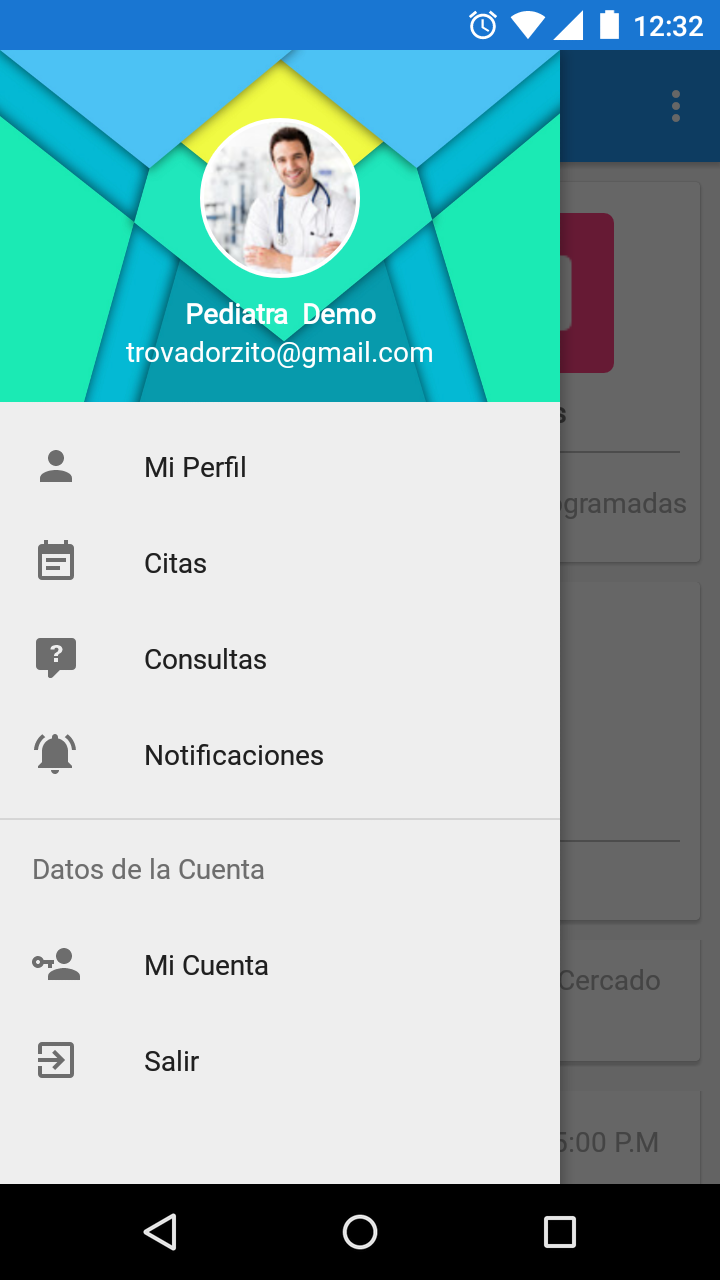 12:32
Pediatra Demo
trovadorzito@gmail.com
Mi Perfil
Citas
Consultas
Notificaciones
Datos de la Cuenta
Mi Cuenta
Salir
Cercado
5:00 P.M